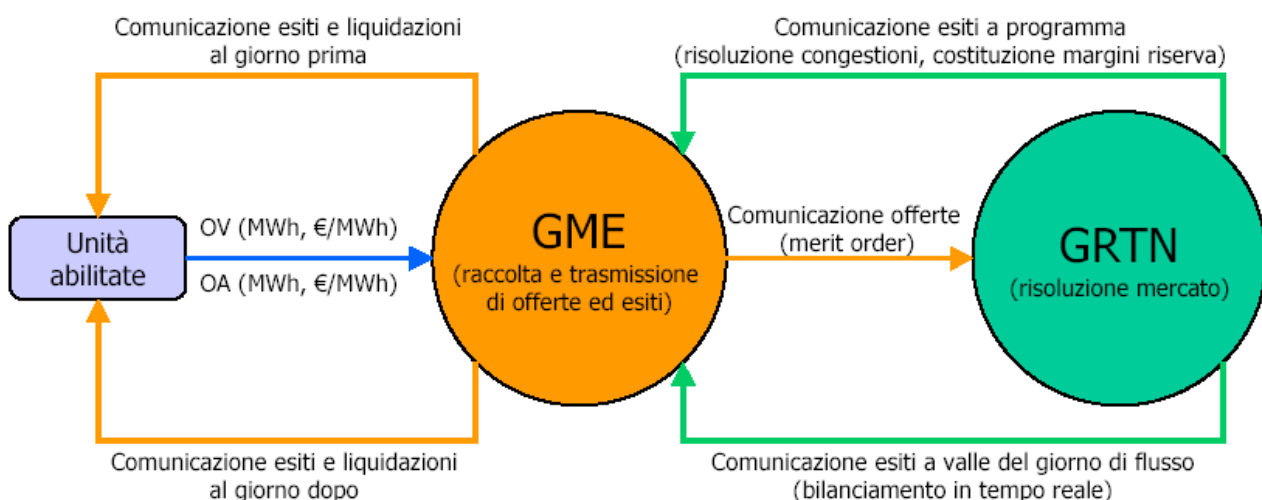 Comunicazione esiti e liquidazioni
al giorno prima
Comunicazione esiti a programma
(risoluzione congestioni, costituzione margini riserva)
Unità
abilitate
OV (MWh, €/MWh)
OA (MWh, €/MWh)
GME
(raccolta e trasmissione
di offerte ed esiti)
Comunicazione offerte
(merit order)
GRTN
(risoluzione mercato)
Comunicazione esiti e liquidazioni
al giorno dopo
Comunicazione esiti a valle del giorno di flusso
(bilanciamento in tempo reale)